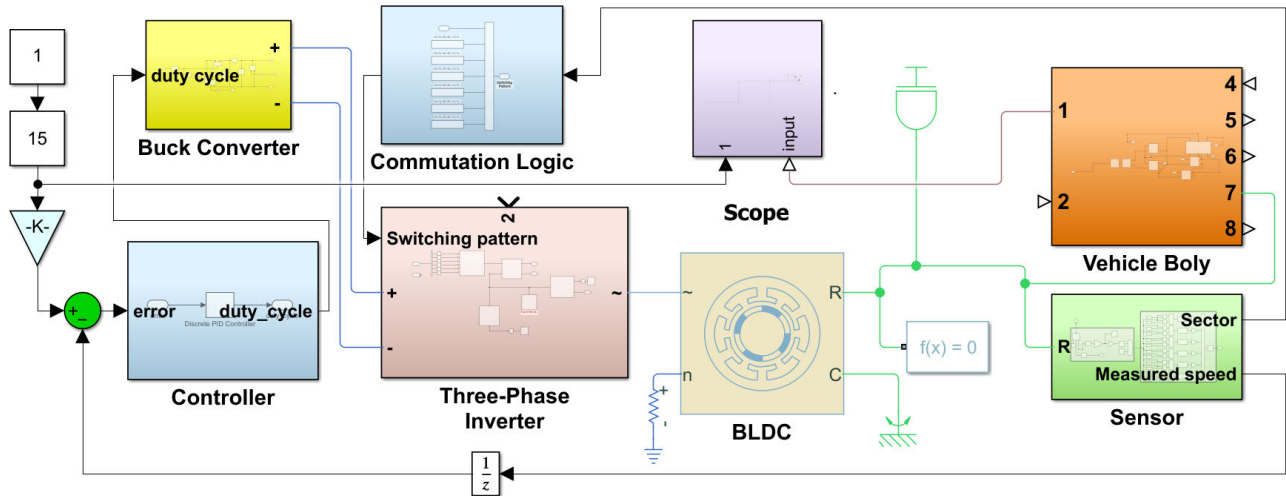 1
15
-K-
+
_
duty cycle
+
-
Buck Converter
Commutation Logic
1
input
Scope
1
2
4
5
6
7
8
Vehicle Boly
error
duty_cycle
Discrete PID Controller
Controller
2
Switching pattern
+
-
~
Three-Phase
Inverter
~
n
R
C
BLDC
+
-
f(x) = 0
R
Sector
Measured speed
Sensor
1
z